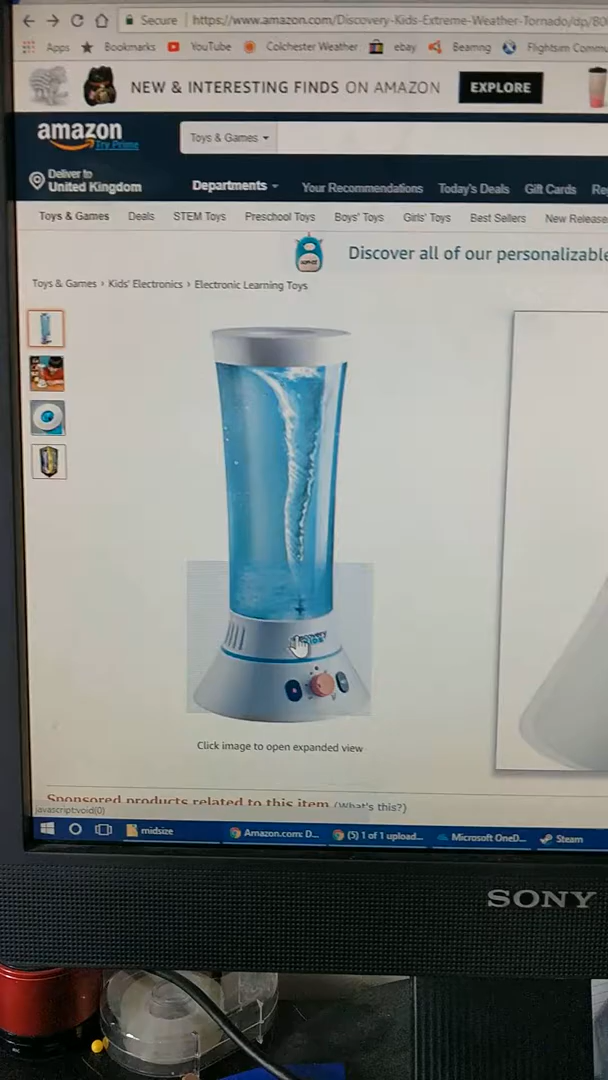 Secure https://www.amazon.com/Discovery-Kids-Extreme-Weather-Tornado/dp/B0
Apps Bookmarks YouTube Colchester Weather ebay Beamng Flightsim Commu
NEW & INTERESTING FINDS ON AMAZON EXPLORE
amazon
Try Prime
Toys & Games
Deliver to
United Kingdom
Departments Your Recommendations Today's Deals Gift Cards Re
Toys & Games Deals STEM Toys Preschool Toys Boys' Toys Girls' Toys Best Sellers New Release
Discover all of our personalizable
Toys & Games › Kids' Electronics › Electronic Learning Toys
Click image to open expanded view
Sponsored products related to this item (What's this?)
javascript:void(0)
midsize Amazon.com: D... (5) 1 of 1 upload... Microsoft OneD... Steam
SONY